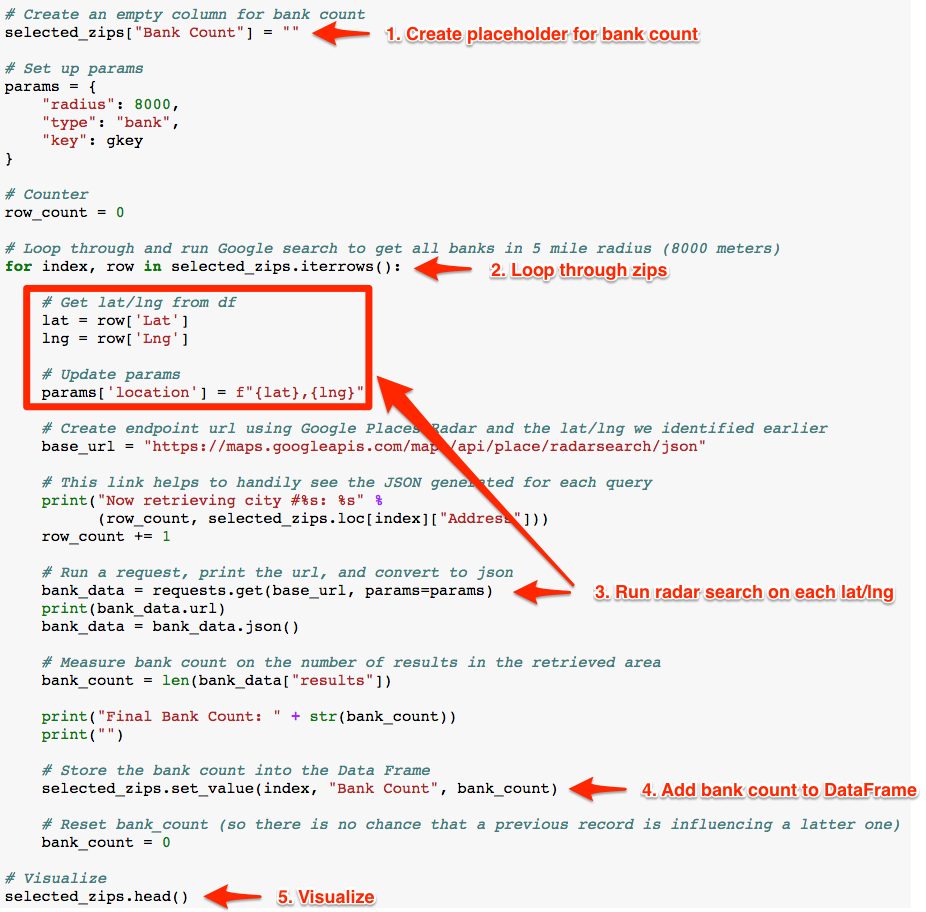 # Create an empty column for bank count
selected_zips["Bank Count"] = ""
1. Create placeholder for bank count
# Set up params
params = {
    "radius": 8000,
    "type": "bank",
    "key": gkey
}
# Counter
row_count = 0
# Loop through and run Google search to get all banks in 5 mile radius (8000 meters)
for index, row in selected_zips.iterrows():
2. Loop through zips
    # Get lat/lng from df
    lat = row['Lat']
    lng = row['Lng']
    # Update params
    params['location'] = f"{lat},{lng}"
    # Create endpoint url using Google Places Radar and the lat/lng we identified earlier
    base_url = "https://maps.googleapis.com/maps/api/place/radarsearch/json"
    # This link helps to handily see the JSON generated for each query
    print("Now retrieving city #%s: %s" %
          (row_count, selected_zips.loc[index]["Address"]))
    row_count += 1
    # Run a request, print the url, and convert to json
    bank_data = requests.get(base_url, params=params)
3. Run radar search on each lat/lng
    print(bank_data.url)
    bank_data = bank_data.json()
    # Measure bank count on the number of results in the retrieved area
    bank_count = len(bank_data["results"])
    print("Final Bank Count: " + str(bank_count))
    print("")
    # Store the bank count into the Data Frame
    selected_zips.set_value(index, "Bank Count", bank_count)
4. Add bank count to DataFrame
    # Reset bank_count (so there is no chance that a previous record is influencing a latter one)
    bank_count = 0
# Visualize
selected_zips.head()
5. Visualize